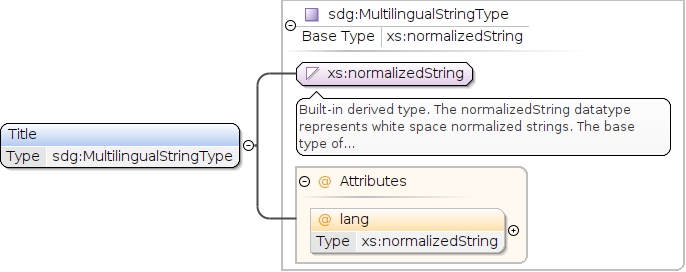 sdg:MultilingualStringType
Base Type xs:normalizedString
xs:normalizedString
Built-in derived type. The normalizedString datatype
represents white space normalized strings. The base
type of...
Title
Type sdg:MultilingualStringType
@ Attributes
@ lang
Type xs:normalizedString